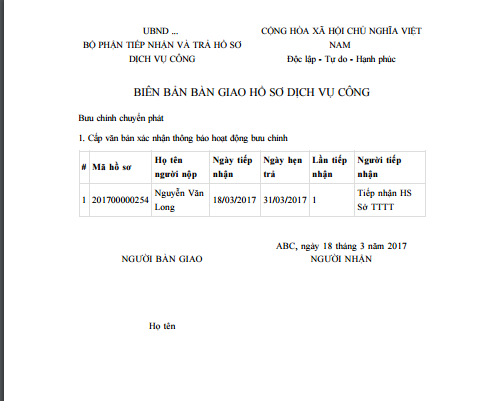 UBND ...
BỘ PHẬN TIẾP NHẬN VÀ TRẢ HỒ SƠ
DỊCH VỤ CÔNG
CỘNG HÒA XÃ HỘI CHỦ NGHĨA VIỆT
NAM
Độc lập - Tự do - Hạnh phúc
BIÊN BẢN BÀN GIAO HỒ SƠ DỊCH VỤ CÔNG
Bưu chính chuyển phát
1. Cấp văn bản xác nhận thông báo hoạt động bưu chính
# Mã hồ sơ Họ tên người nộp Ngày tiếp nhận Ngày hẹn trả Lần tiếp nhận Người tiếp nhận
1 201700000254 Nguyễn Văn Long 18/03/2017 31/03/2017 1 Tiếp nhận HS Sở TTTT
ABC, ngày 18 tháng 3 năm 2017
NGƯỜI BÀN GIAO NGƯỜI NHẬN
Họ tên